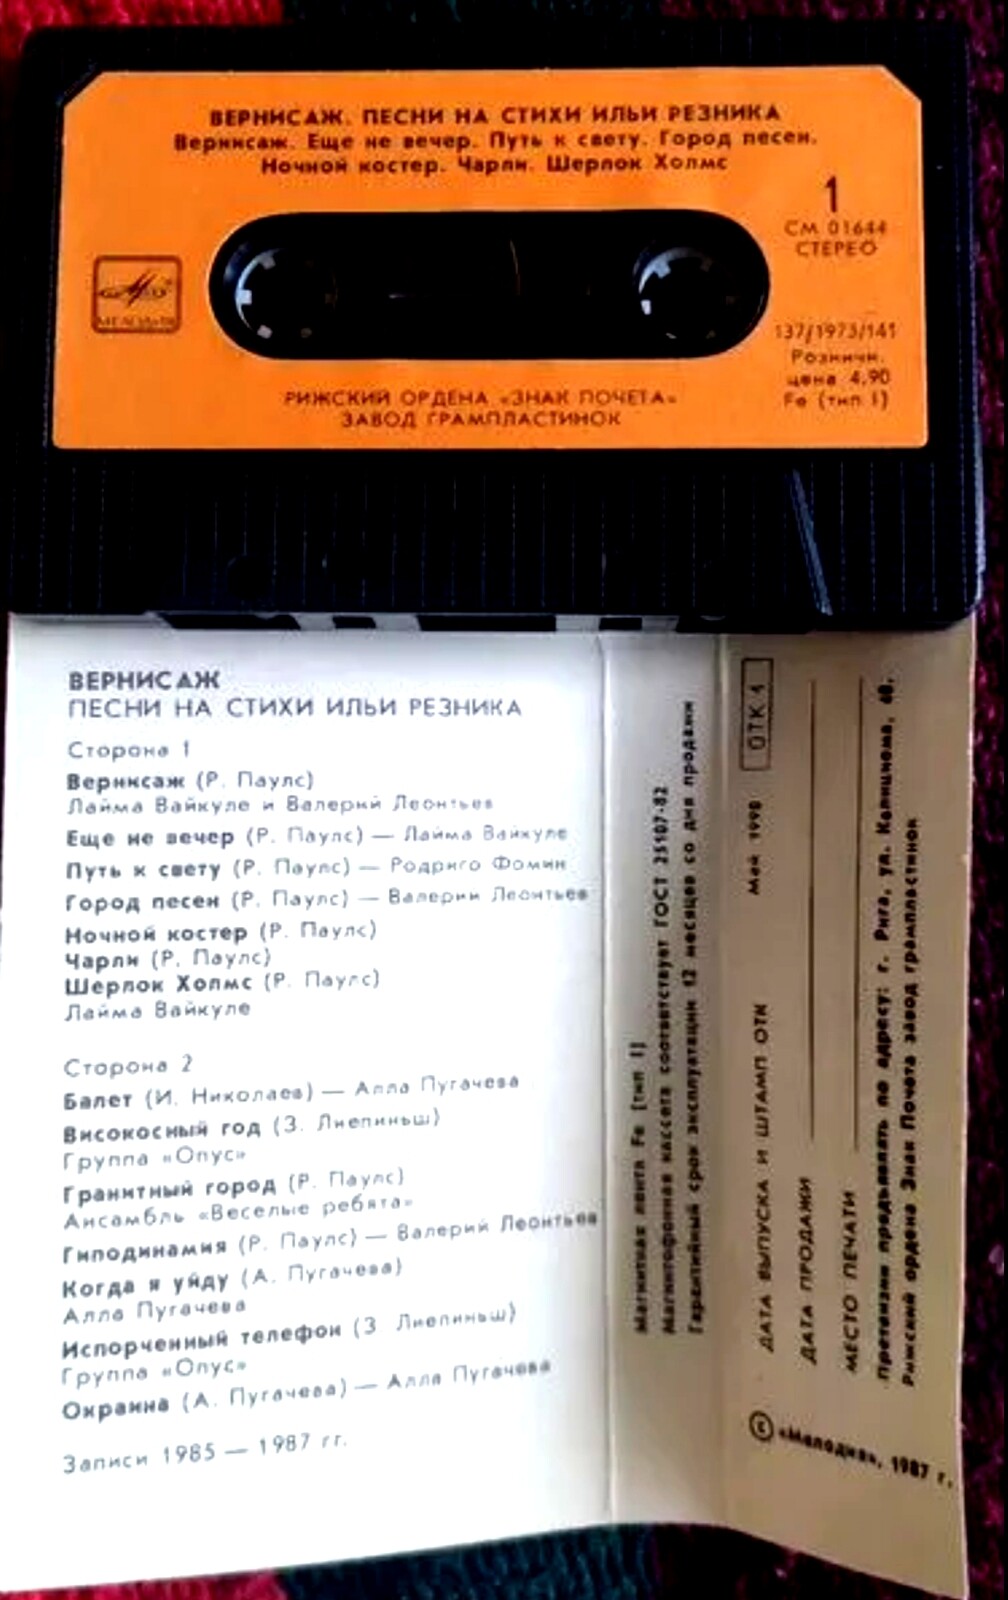 ВЕРНИСАЖ. ПЕСНИ НА СТИХИ ИЛЬИ РЕЗНИКА
Вернисаж. Еще не вечер. Путь к свету. Город песен.
Ночной костер. Чарли. Шерлок Холмс
1
СМ 01644
СТЕРЕО
МЕЛОДИЯ
137/1973/141
Розничн.
цена 4.90
Fe (тип I)
РИЖСКИЙ ОРДЕНА «ЗНАК ПОЧЕТА»
ЗАВОД ГРАМПЛАСТИНОК
ВЕРНИСАЖ
ПЕСНИ НА СТИХИ ИЛЬИ РЕЗНИКА
Сторона 1
Вернисаж (Р. Паулс)
Лайма Вайкуле и Валерий Леонтьев
Еще не вечер (Р. Паулс) — Лайма Вайкуле
Путь к свету (Р. Паулс) — Родриго Фомин
Город песен (Р. Паулс) — Валерий Леонтьев
Ночной костер (Р. Паулс)
Чарли (Р. Паулс)
Шерлок Холмс (Р. Паулс)
Лайма Вайкуле
Сторона 2
Балет (И. Николаев) — Алла Пугачева
Високосный год (З. Лиепиньш)
Группа «Опус»
Гранитный город (Р. Паулс)
Ансамбль «Веселые ребята»
Гиподинамия (Р. Паулс) — Валерий Леонтьев
Когда я уйду (А. Пугачева)
Алла Пугачева
Испорченный телефон (З Лиепиньш)
Группа «Опус»
Окраина (А. Пугачева) — Алла Пугачева
Записи 1985 — 1987 гг.
Магнитная лента Fe [тип I]
Магнитофонная кассета соответствует ГОСТ 25107-82
Гарантийный срок эксплуатации 12 месяцев со дня продажи
ДАТА ВЫПУСКА И ШТАМП ОТК Май 1990 ОТК 1
ДАТА ПРОДАЖИ
МЕСТО ПЕЧАТИ
Претензии предъявлять по адресу: г. Рига, ул. Калнциема, 40.
Рижский ордена Знак Почета завод грампластинок
© «Мелодия», 1987 г.